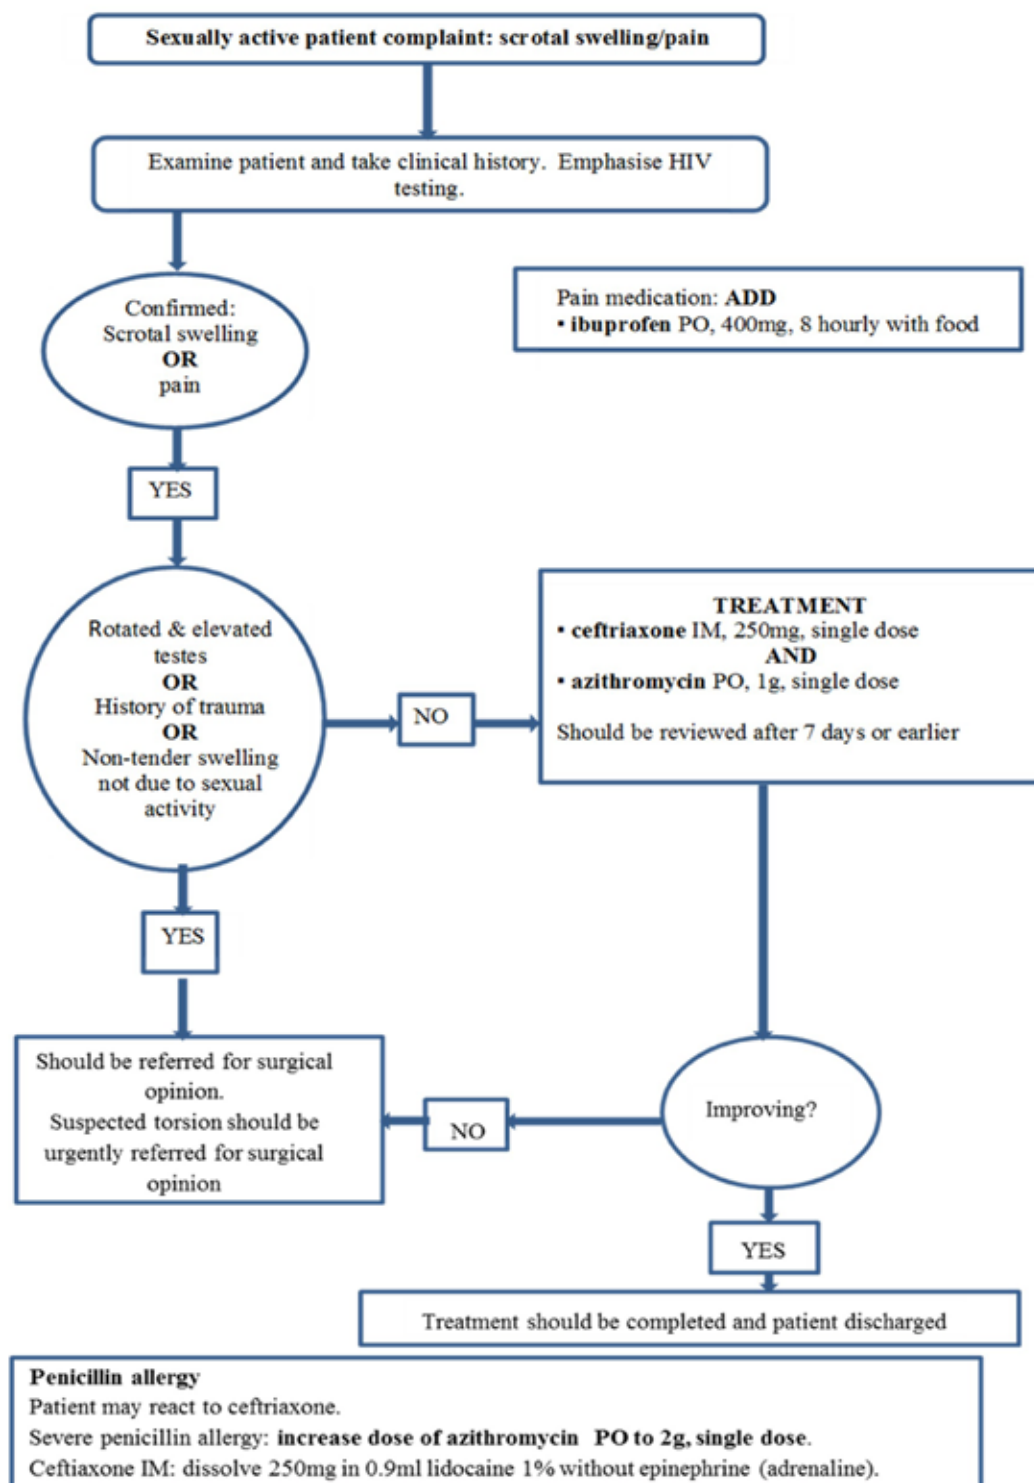 Sexually active patient complaint: scrotal swelling/pain
Examine patient and take clinical history. Emphasise HIV
testing.
Confirmed:
Scrotal swelling
OR
pain
Pain medication: ADD
▪ ibuprofen PO, 400mg, 8 hourly with food
YES
Rotated & elevated
testes
OR
History of trauma
OR
Non-tender swelling
not due to sexual
activity
NO
TREATMENT
▪ ceftriaxone IM, 250mg, single dose
AND
▪ azithromycin PO, 1g, single dose
Should be reviewed after 7 days or earlier
YES
Should be referred for surgical
opinion.
Suspected torsion should be
urgently referred for surgical
opinion
NO
Improving?
YES
Treatment should be completed and patient discharged
Penicillin allergy
Patient may react to ceftriaxone.
Severe penicillin allergy: increase dose of azithromycin PO to 2g, single dose.
Ceftiaxone IM: dissolve 250mg in 0.9ml lidocaine 1% without epinephrine (adrenaline).